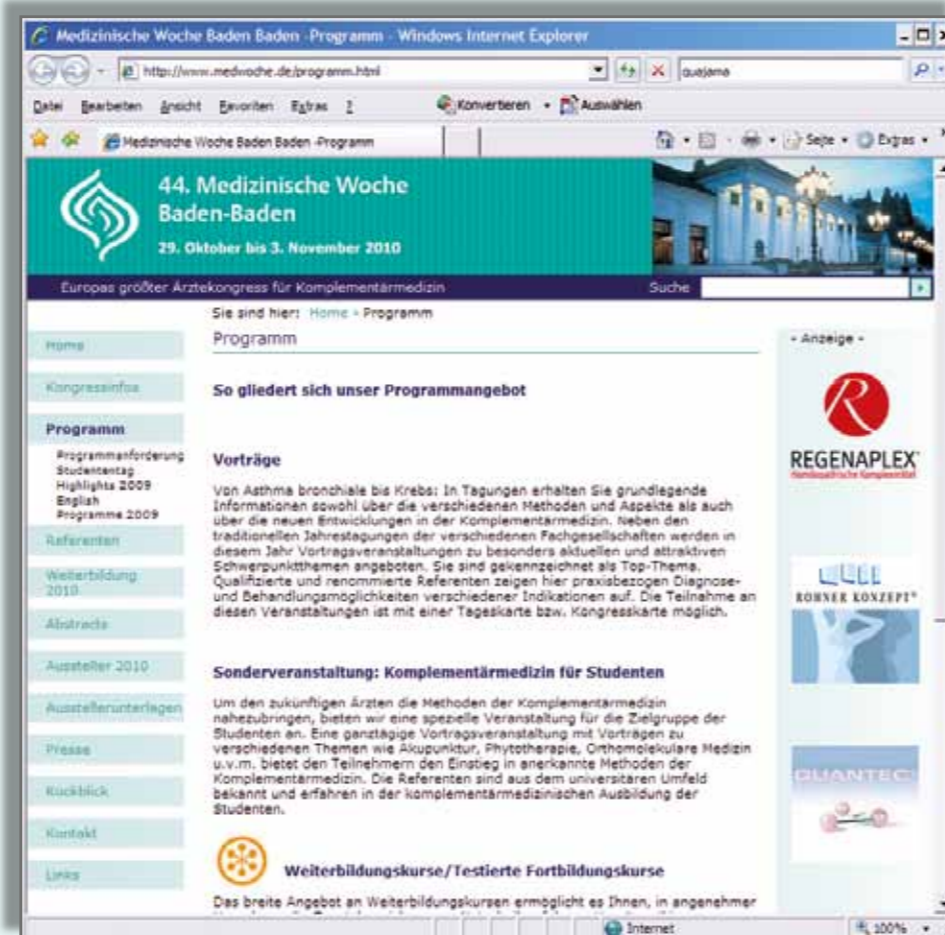 Medizinische Woche Baden Baden -Programm - Windows Internet Explorer
http://www.medwoche.de/programm.html
quajama
Datei Bearbeiten Ansicht Favoriten Extras ?
Konvertieren Auswählen
Medizinische Woche Baden Baden -Programm
Seite Extras
44. Medizinische Woche
Baden-Baden
29. Oktober bis 3. November 2010
Europas größter Ärztekongress für Komplementärmedizin
Suche
Sie sind hier: Home - Programm
Home
Kongressinfos
Programm
Programmanforderung
Studententag
Highlights 2009
English
Programme 2009
Referenten
Weiterbildung
2010
Abstracts
Aussteller 2010
Ausstellerunterlagen
Presse
Rückblick
Kontakt
Links
Programm
So gliedert sich unser Programmangebot
Vorträge
Von Asthma bronchiale bis Krebs: In Tagungen erhalten Sie grundlegende
Informationen sowohl über die verschiedenen Methoden und Aspekte als auch
über die neuen Entwicklungen in der Komplementärmedizin. Neben den
traditionellen Jahrestagungen der verschiedenen Fachgesellschaften werden in
diesem Jahr Vortragsveranstaltungen zu besonders aktuellen und attraktiven
Schwerpunktthemen angeboten. Sie sind gekennzeichnet als Top-Thema.
Qualifizierte und renommierte Referenten zeigen hier praxisbezogen Diagnose-
und Behandlungsmöglichkeiten verschiedener Indikationen auf. Die Teilnahme an
diesen Veranstaltungen ist mit einer Tageskarte bzw. Kongresskarte möglich.
Sonderveranstaltung: Komplementärmedizin für Studenten
Um den zukünftigen Ärzten die Methoden der Komplementärmedizin
nahezubringen, bieten wir eine spezielle Veranstaltung für die Zielgruppe der
Studenten an. Eine ganztägige Vortragsveranstaltung mit Vorträgen zu
verschiedenen Themen wie Akupunktur, Phytotherapie, Orthomolekulare Medizin
u.v.m. bietet den Teilnehmern den Einstieg in anerkannte Methoden der
Komplementärmedizin. Die Referenten sind aus dem universitären Umfeld
bekannt und erfahren in der komplementärmedizinischen Ausbildung der
Studenten.
Weiterbildungskurse/Testierte Fortbildungskurse
Das breite Angebot an Weiterbildungskursen ermöglicht es Ihnen, in angenehmer
- Anzeige -
R
REGENAPLEX
Homöopathische Komplexmittel
ROHNER KONZEPT®
QUANTEC
Internet
100%